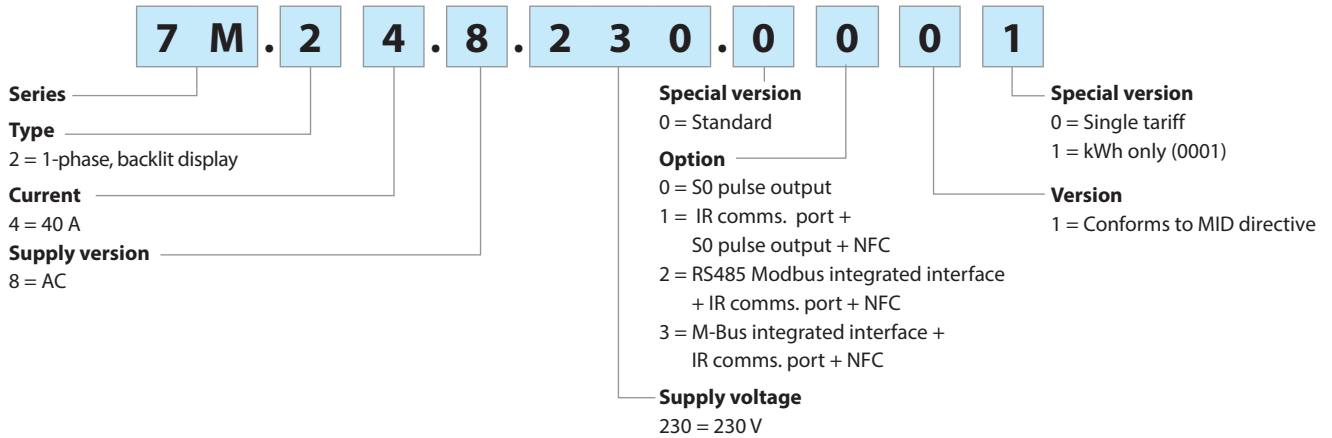 7 M . 2 4 . 8 . 2 3 0 . 0 0 0 1
Series
Type
2 = 1-phase, backlit display
Current
4 = 40 A
Supply version
8 = AC
Special version
0 = Standard
Option
0 = S0 pulse output
1 = IR comms. port +
S0 pulse output + NFC
2 = RS485 Modbus integrated interface
+ IR comms. port + NFC
3 = M-Bus integrated interface +
IR comms. port + NFC
Supply voltage
230 = 230 V
Special version
0 = Single tariff
1 = kWh only (0001)
Version
1 = Conforms to MID directive